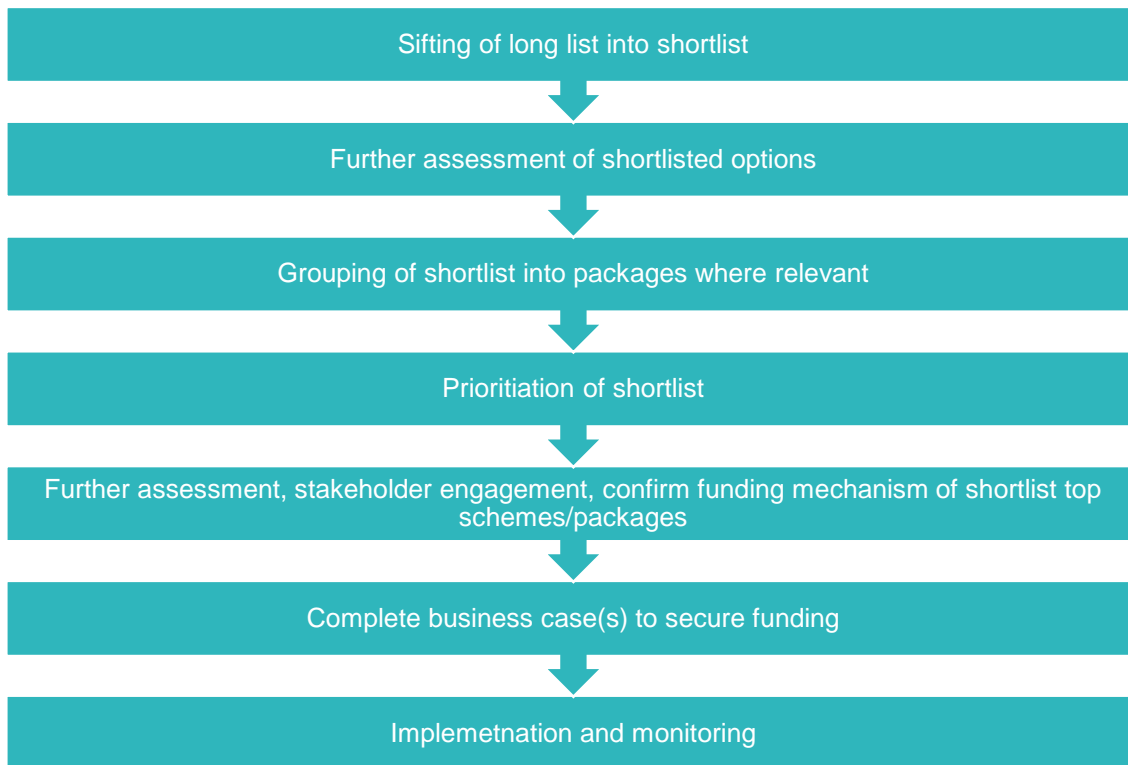 Sifting of long list into shortlist
Further assessment of shortlisted options
Grouping of shortlist into packages where relevant
Prioritiation of shortlist
Further assessment, stakeholder engagement, confirm funding mechanism of shortlist top
schemes/packages
Complete business case(s) to secure funding
Implemetnation and monitoring